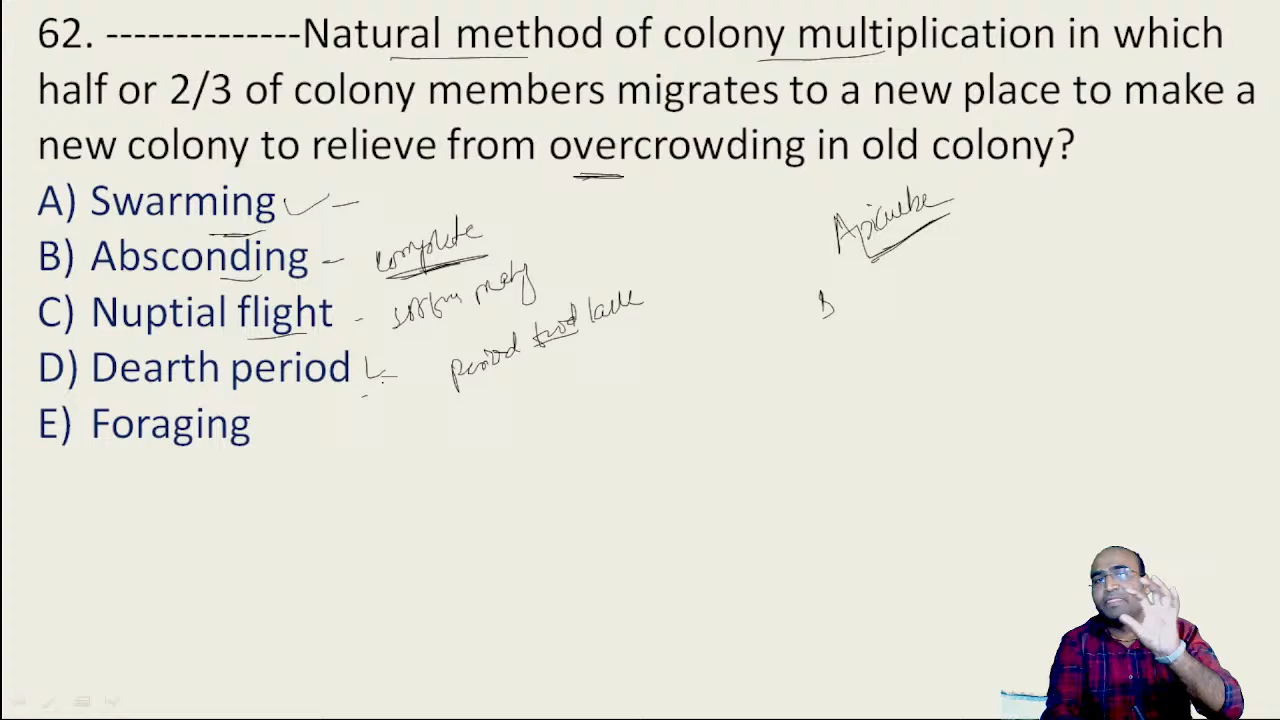 62. --------------Natural method of colony multiplication in which
half or 2/3 of colony members migrates to a new place to make a
new colony to relieve from overcrowding in old colony?
A) Swarming
Apiculture
B) Absconding - complete
C) Nuptial flight -
B
D) Dearth period period food lack
E) Foraging